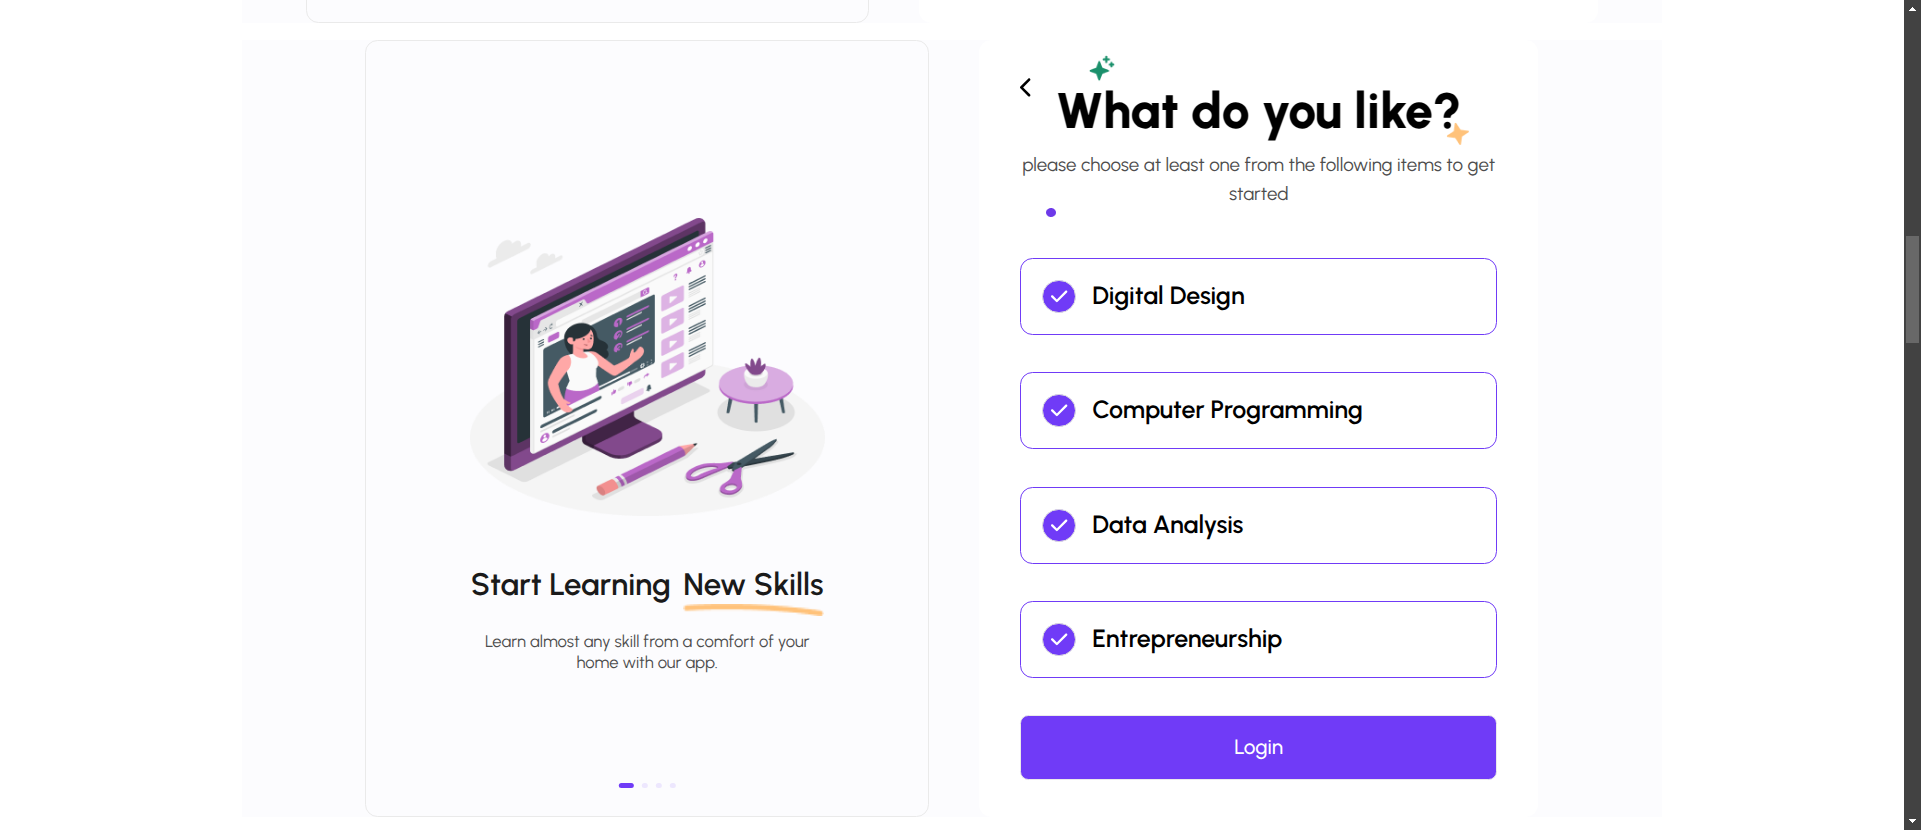 Start Learning New Skills
Learn almost any skill from a comfort of your
home with our app.
What do you like?
please choose at least one from the following items to get
started
Digital Design
Computer Programming
Data Analysis
Entrepreneurship
Login